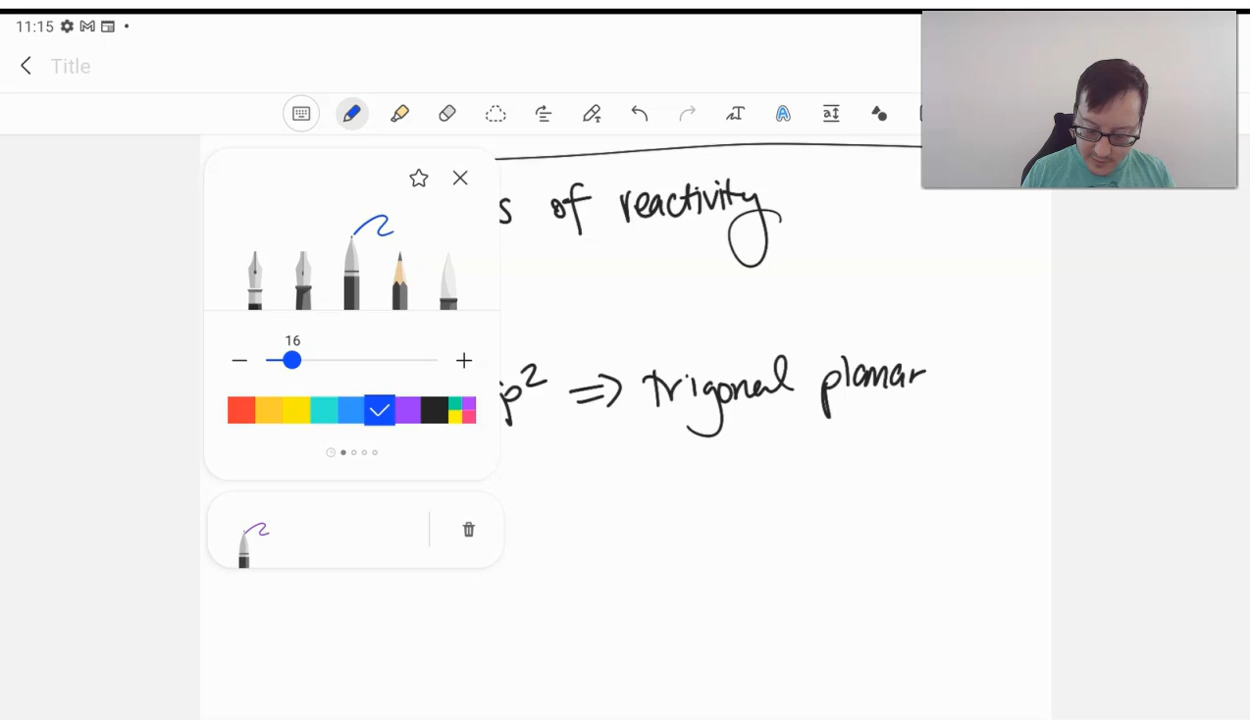 11:15
Title
s of reactivity
16
p² => trigonal planar